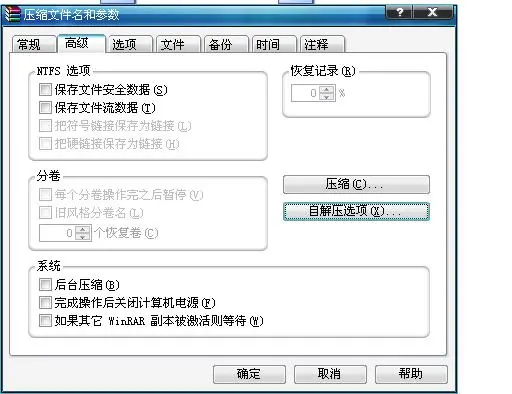 压缩文件名和参数
常规 高级 选项 文件 备份 时间 注释
NTFS 选项
保存文件安全数据(S)
保存文件流数据(T)
把符号链接保存为链接(L)
把硬链接保存为链接(H)
恢复记录(R)
0 %
分卷
每个分卷操作完之后暂停(V)
旧风格分卷名(L)
0 个恢复卷(C)
压缩(C)...
自解压选项(X)...
系统
后台压缩(B)
完成操作后关闭计算机电源(F)
如果其它 WinRAR 副本被激活则等待(W)
确定 取消 帮助